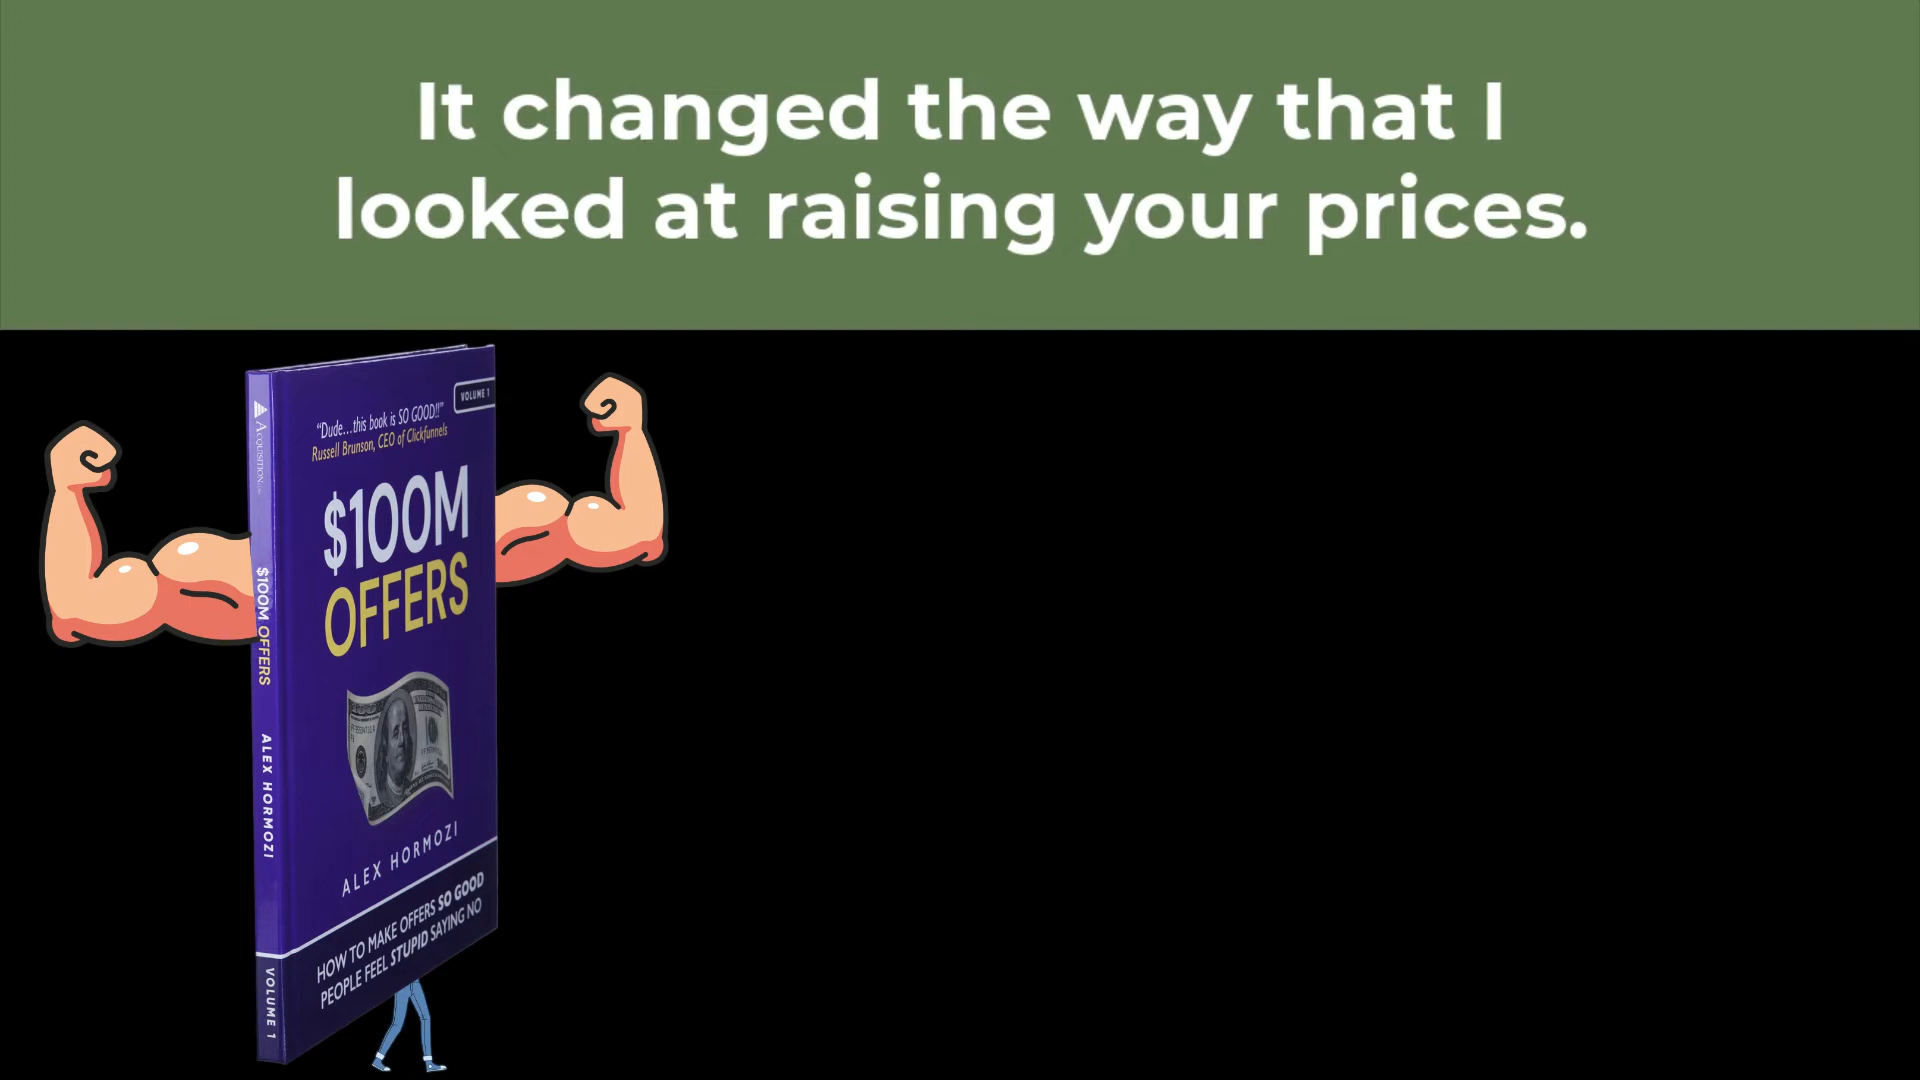 It changed the way that I
looked at raising your prices.
VOLUME 1
“Dude...this book is SO GOOD!!”
Russell Brunson, CEO of Clickfunnels
$100M
OFFERS
ALEX HORMOZI
HOW TO MAKE OFFERS SO GOOD
PEOPLE FEEL STUPID SAYING NO
ACQUISITION
$100M OFFERS
ALEX HORMOZI
VOLUME 1